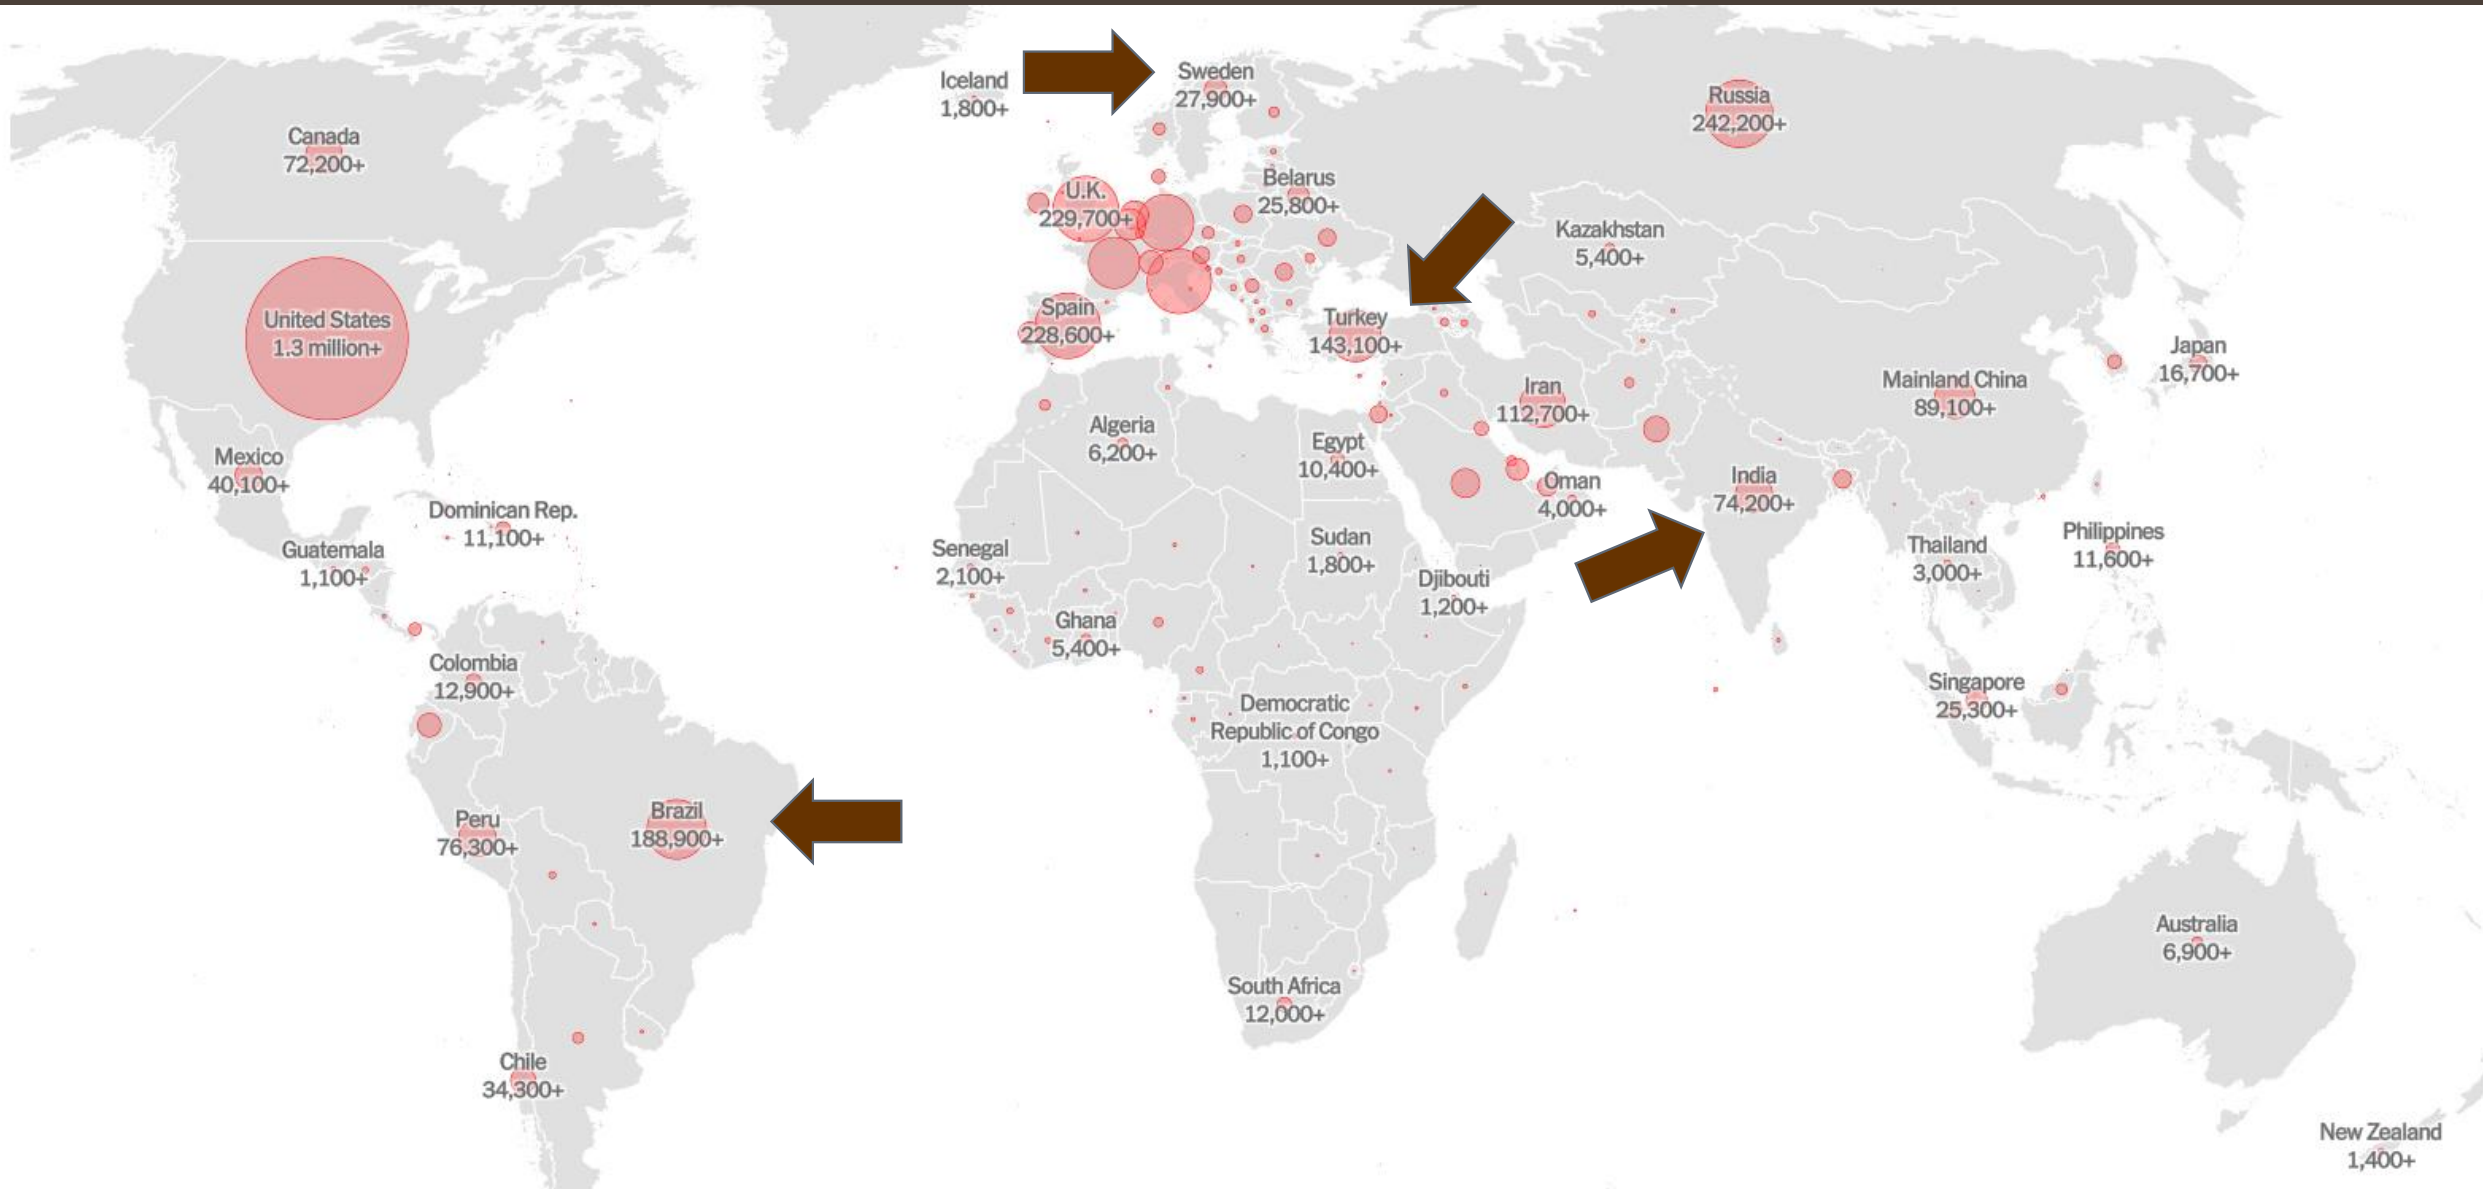 Iceland
1,800+
Sweden
27,900+
Russia
242,200+
Canada
72,200+
U.K.
229,700+
Belarus
25,800+
Kazakhstan
5,400+
United States
1.3 million+
Spain
228,600+
Turkey
143,100+
Iran
112,700+
Mainland China
89,100+
Japan
16,700+
Mexico
40,100+
Algeria
6,200+
Egypt
10,400+
Oman
4,000+
India
74,200+
Dominican Rep.
11,100+
Guatemala
1,100+
Senegal
2,100+
Sudan
1,800+
Djibouti
1,200+
Thailand
3,000+
Philippines
11,600+
Ghana
5,400+
Colombia
12,900+
Democratic
Republic of Congo
1,100+
Singapore
25,300+
Peru
76,300+
Brazil
188,900+
Australia
6,900+
South Africa
12,000+
Chile
34,300+
New Zealand
1,400+